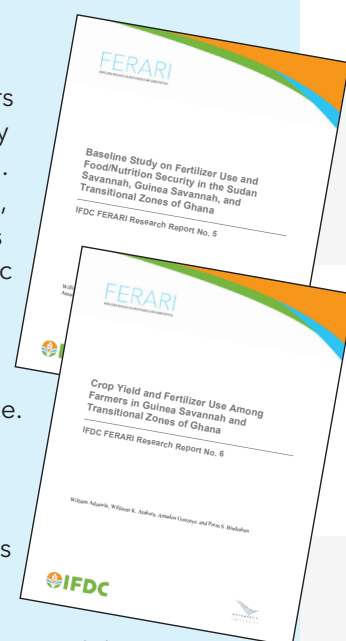 rs
y
.
,
s
c
e.
s
FERARI
Baseline Study on Fertilizer Use and
Food/Nutrition Security in the Sudan
Savannah, Guinea Savannah, and
Transitional Zones of Ghana
IFDC FERARI Research Report No. 5
FERARI
Crop Yield and Fertilizer Use Among
Farmers in Guinea Savannah and
Transitional Zones of Ghana
IFDC FERARI Research Report No. 6
William Adzawla, Williams K. Atakora, Amadou Gouzaye, and Prem S. Bindraban
IFDC